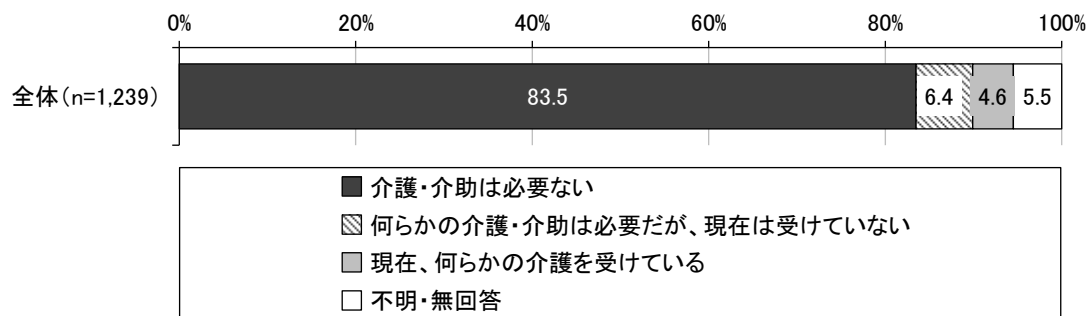 0% 20% 40% 60% 80% 100%
全体(n=1,239) 83.5 6.4 4.6 5.5
介護・介助は必要ない
何らかの介護・介助は必要だが、現在は受けていない
現在、何らかの介護を受けている
不明・無回答